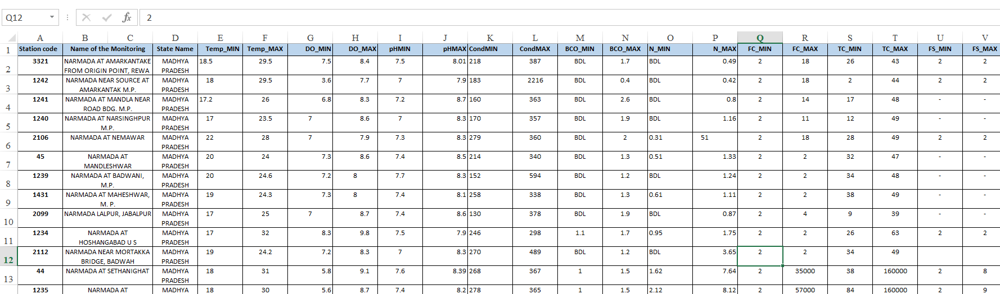 Q12 fx 2
A B C D E F G H I J K L M N O P Q R S T U V
1 Station code Name of the Monitoring State Name Temp_MIN Temp_MAX DO_MIN DO_MAX pHMIN pHMAX CondMIN CondMAX BCO_MIN BCO_MAX N_MIN N_MAX FC_MIN FC_MAX TC_MIN TC_MAX FS_MIN FS_MAX
3321 NARMADA AT AMARKANTAKE MADHYA 18.5 29.5 7.5 8.4 7.5 8.01 218 387 BDL 1.7 BDL 0.49 2 18 26 43 2 2
2 FROM ORIGIN POINT, REWA PRADESH
1242 NARMADA NEAR SOURCE AT MADHYA 18 29.5 3.6 7.7 7 7.9 183 2216 BDL 0.4 BDL 0.42 2 18 2 44 2 2
3 AMARKANTAK M.P. PRADESH
1241 NARMADA AT MANDLA NEAR MADHYA 17.2 26 6.8 8.3 7.2 8.7 160 363 BDL 2.6 BDL 0.8 2 14 17 48 - -
4 ROAD BDG. M.P. PRADESH
1240 NARMADA AT NARSINGHPUR MADHYA 17 23.5 7 8.6 7 8.3 170 357 BDL 1.9 BDL 1.16 2 11 12 49 - -
5 M.P. PRADESH
2106 NARMADA AT NEMAWAR MADHYA 22 28 7 7.9 7.3 8.3 279 360 BDL 2 0.31 51 2 18 28 49 2 2
6 PRADESH
45 NARMADA AT MADHYA 20 24 7.3 8.6 7.4 8.5 214 340 BDL 1.3 0.51 1.33 2 2 32 47 - -
7 MANDLESHWAR PRADESH
1239 NARMADA AT BADWANI, MADHYA 20 24.6 7.2 8 7.7 8.3 152 594 BDL 1.2 BDL 1.24 2 2 34 48 - -
8 M.P. PRADESH
1431 NARMADA AT MAHESHWAR, MADHYA 19 24.3 7.3 8 7.4 8.1 258 338 BDL 1.3 0.61 1.11 2 2 38 49 - -
9 M. P. PRADESH
2099 NARMADA LALPUR, JABALPUR MADHYA 17 25 7 8.7 7.4 8.6 130 378 BDL 1.9 BDL 0.87 2 4 9 39 - -
10 PRADESH
1234 NARMADA AT MADHYA 17 32 8.3 9.8 7.5 7.9 246 298 1.1 1.7 0.95 1.75 2 2 26 63 2 2
11 HOSHANGABAD U S PRADESH
2112 NARMADA NEAR MORTAKKA MADHYA 19 24.2 7.2 8.3 7 8.3 270 489 BDL 1.2 BDL 3.65 2 2 34 49
12 BRIDGE, BADWAH PRADESH
44 NARMADA AT SETHANIGHAT MADHYA 18 31 5.8 9.1 7.6 8.39 268 367 1 1.5 1.62 7.64 2 35000 38 160000 2 8
13 PRADESH
1235 NARMADA AT MADHYA 18 30 5.6 8.7 7.4 8.2 278 365 1 1.5 2.12 8.12 2 57000 84 160000 2 9